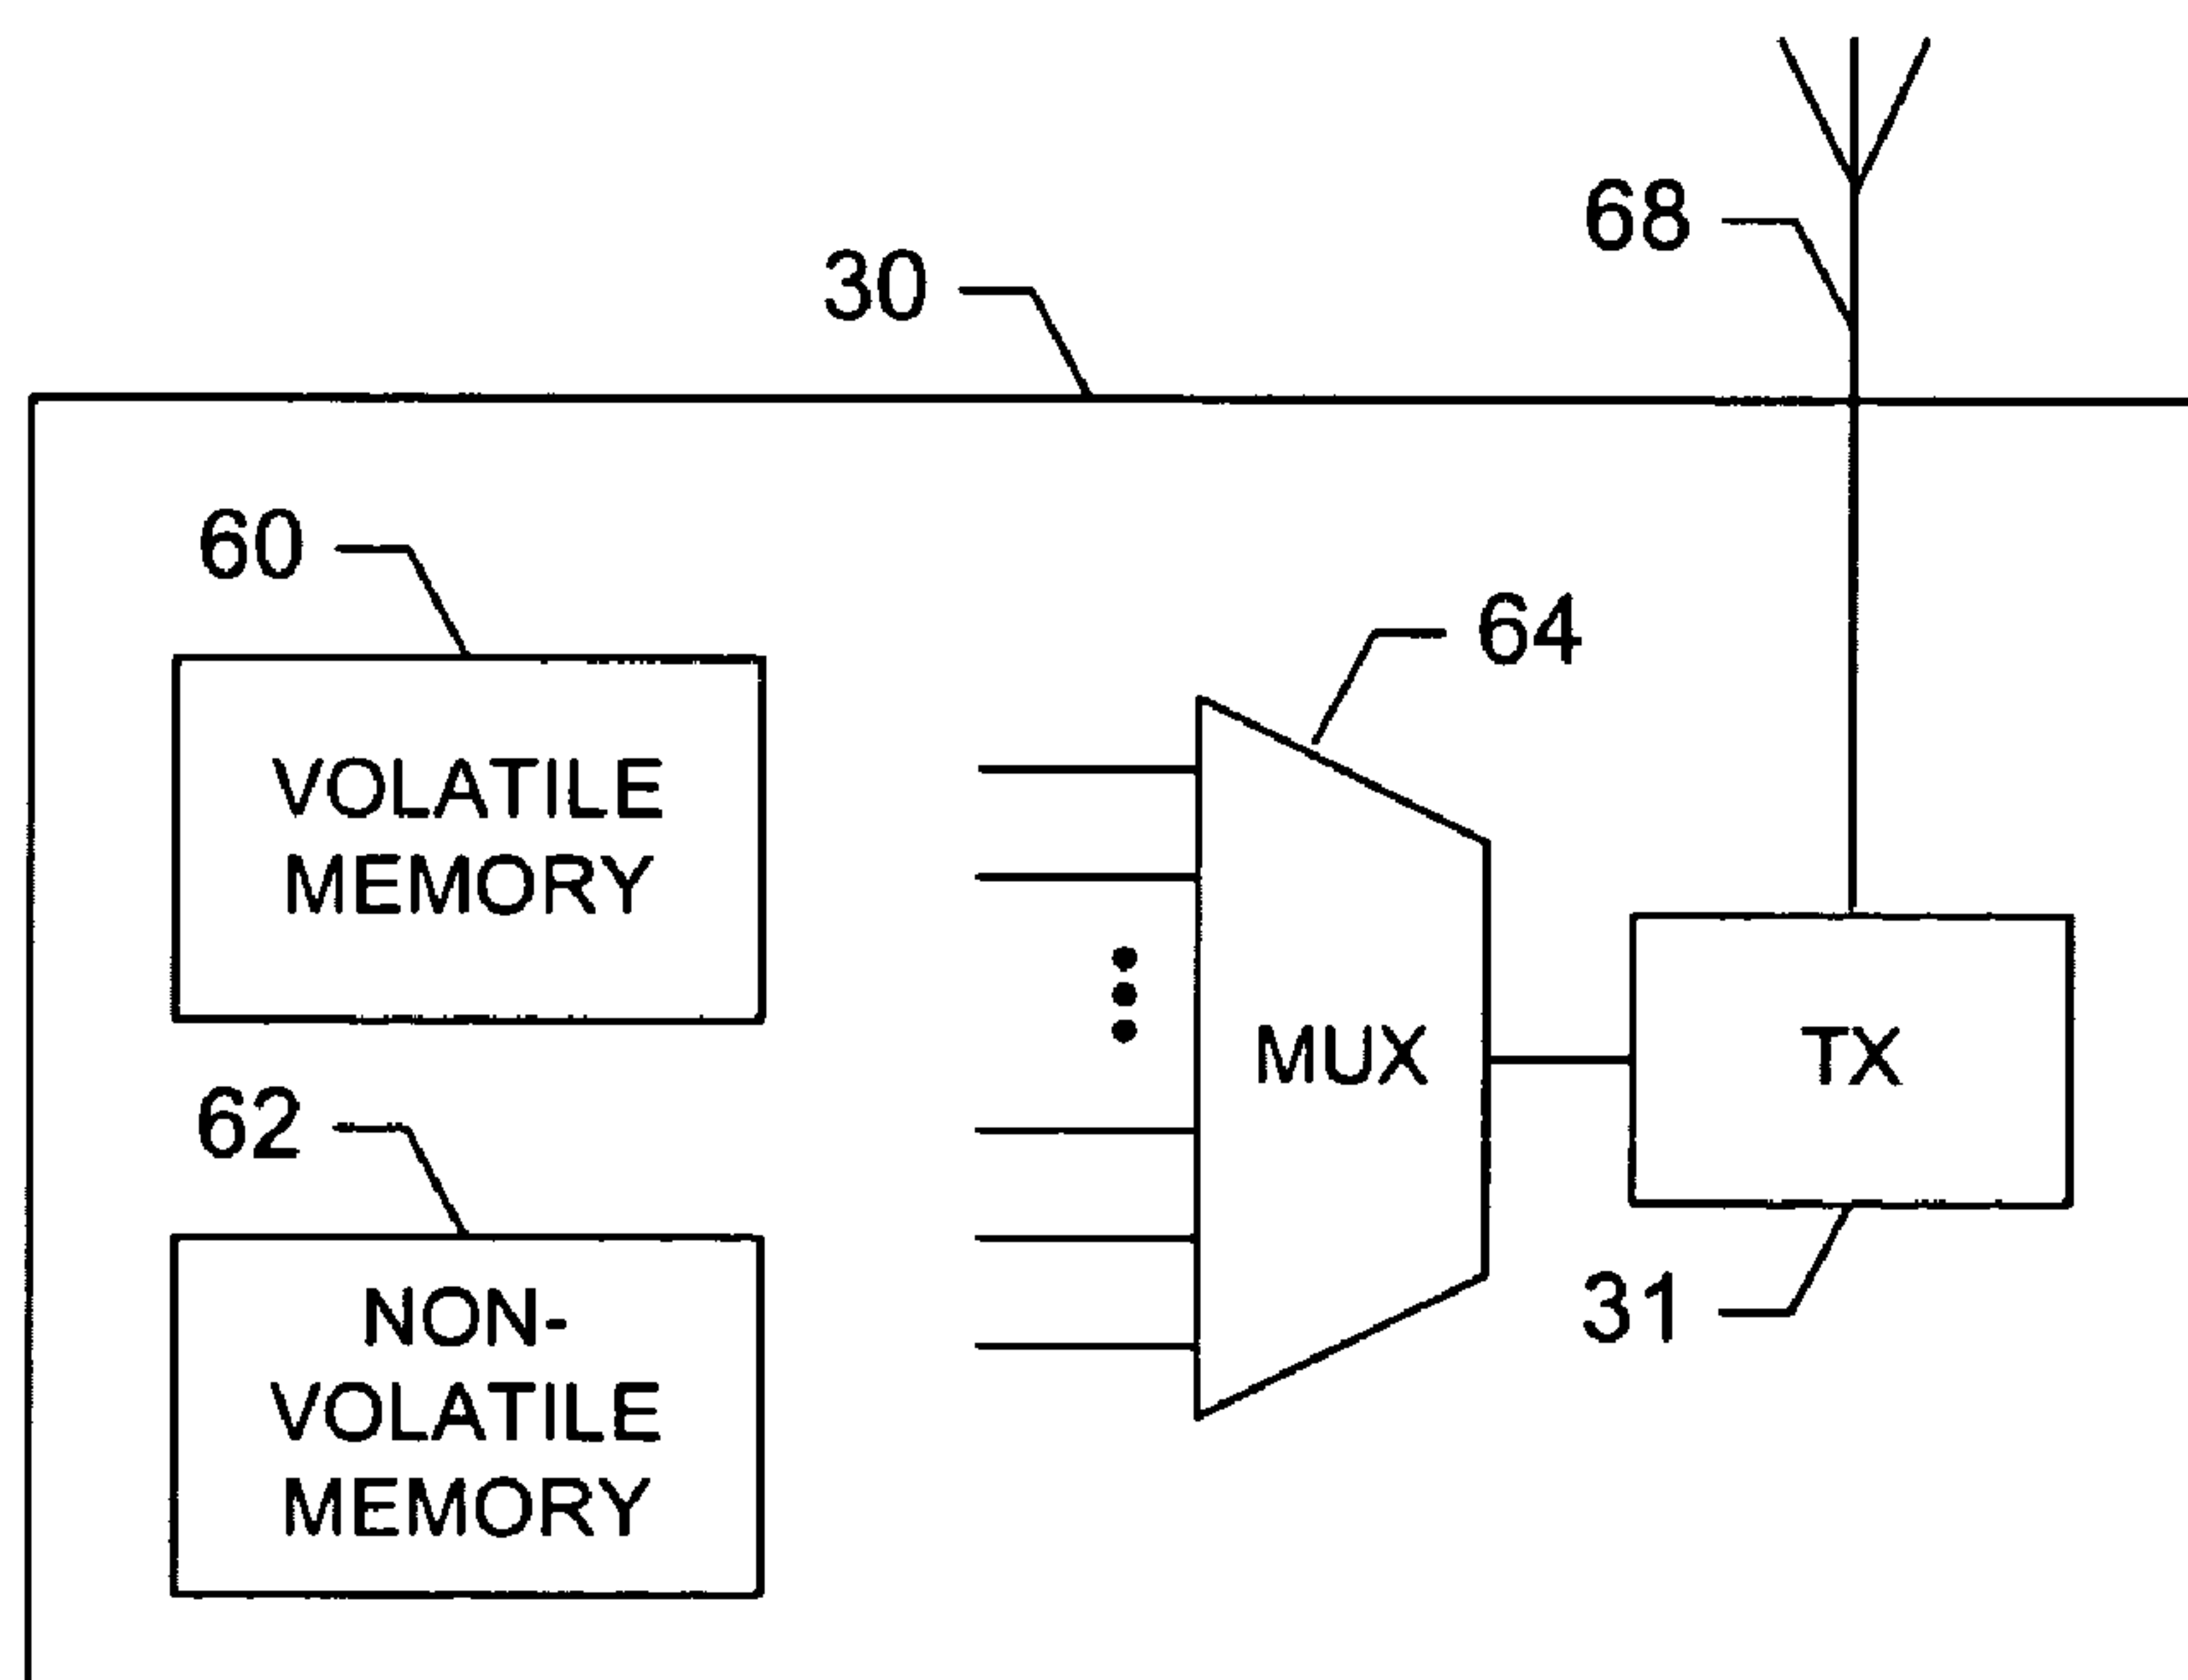 68
30
60
64
VOLATILE
MEMORY
MUX
TX
62
31
NON-
VOLATILE
MEMORY